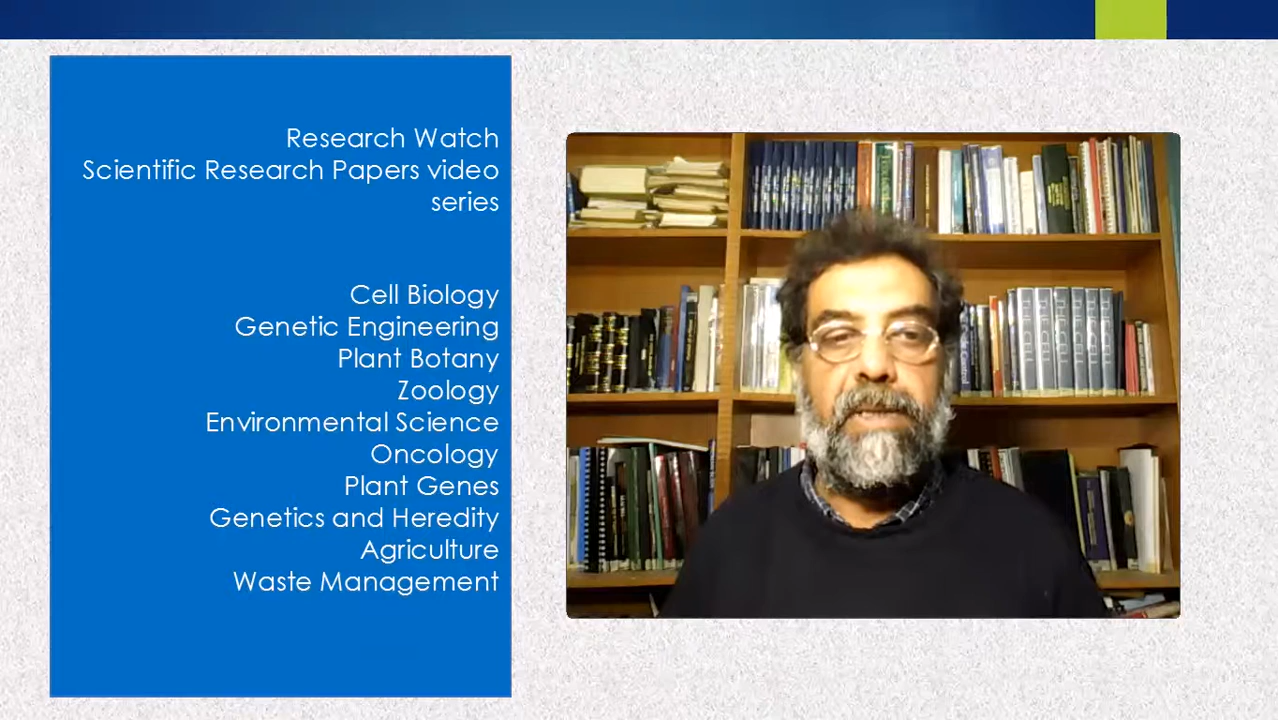 Research Watch
Scientific Research Papers video
series
Cell Biology
Genetic Engineering
Plant Botany
Zoology
Environmental Science
Oncology
Plant Genes
Genetics and Heredity
Agriculture
Waste Management